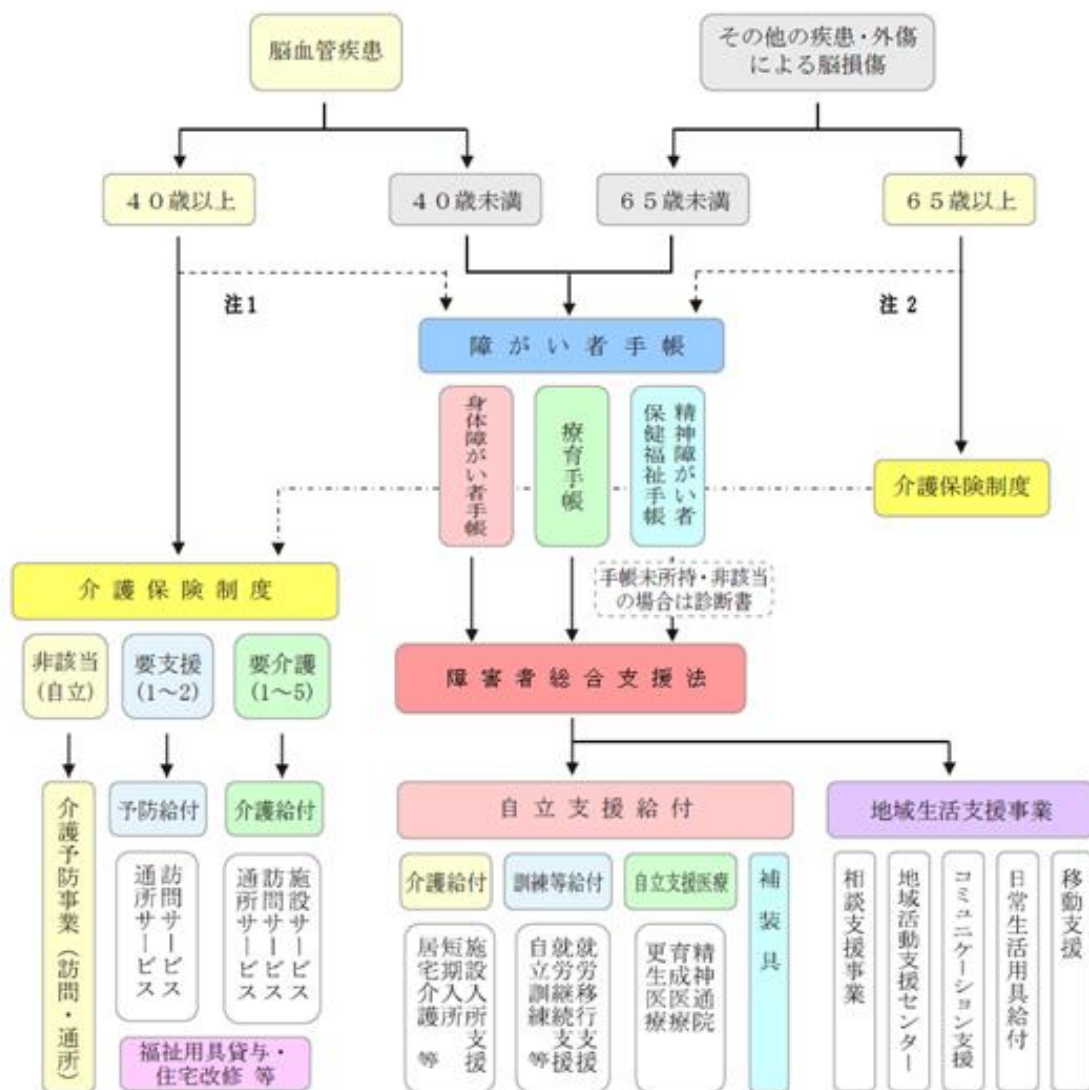 脳血管疾患
その他の疾患・外傷
による脳損傷
40歳以上
40歳未満
65歳未満
65歳以上
注1
注2
障がい者手帳
身体障がい者手帳
療育手帳
精神障がい者
保健福祉手帳
介護保険制度
手帳未所持・非該当
の場合は診断書
介護保険制度
非該当
(自立)
要支援
(1〜2)
要介護
(1〜5)
障害者総合支援法
介護予防事業(訪問・通所)
予防給付
訪問サービス
通所サービス
介護給付
施設サービス
訪問サービス
通所サービス
福祉用具貸与・
住宅改修 等
自立支援給付
介護給付
施設入所支援
短期入所
居宅介護 等
訓練等給付
就労移行支援
就労継続支援
自立訓練 等
自立支援医療
精神通院
育成医療
更生医療
補装具
地域生活支援事業
相談支援事業
地域活動支援センター
コミュニケーション支援
日常生活用具給付
移動支援